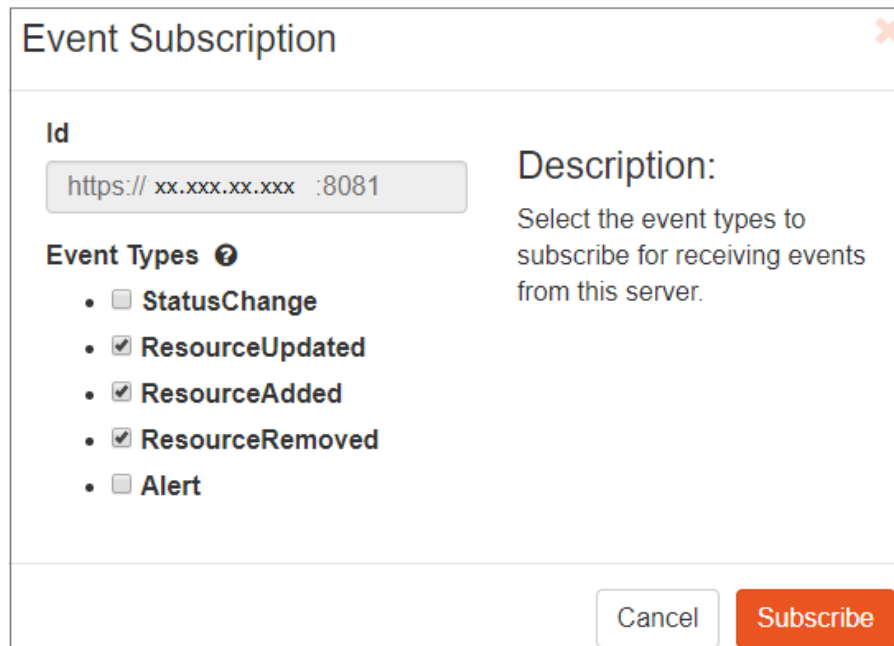 Event Subscription
Id
https:// xx.xxx.xx.xxx :8081
Event Types
StatusChange
ResourceUpdated
ResourceAdded
ResourceRemoved
Alert
Description:
Select the event types to
subscribe for receiving events
from this server.
Cancel
Subscribe